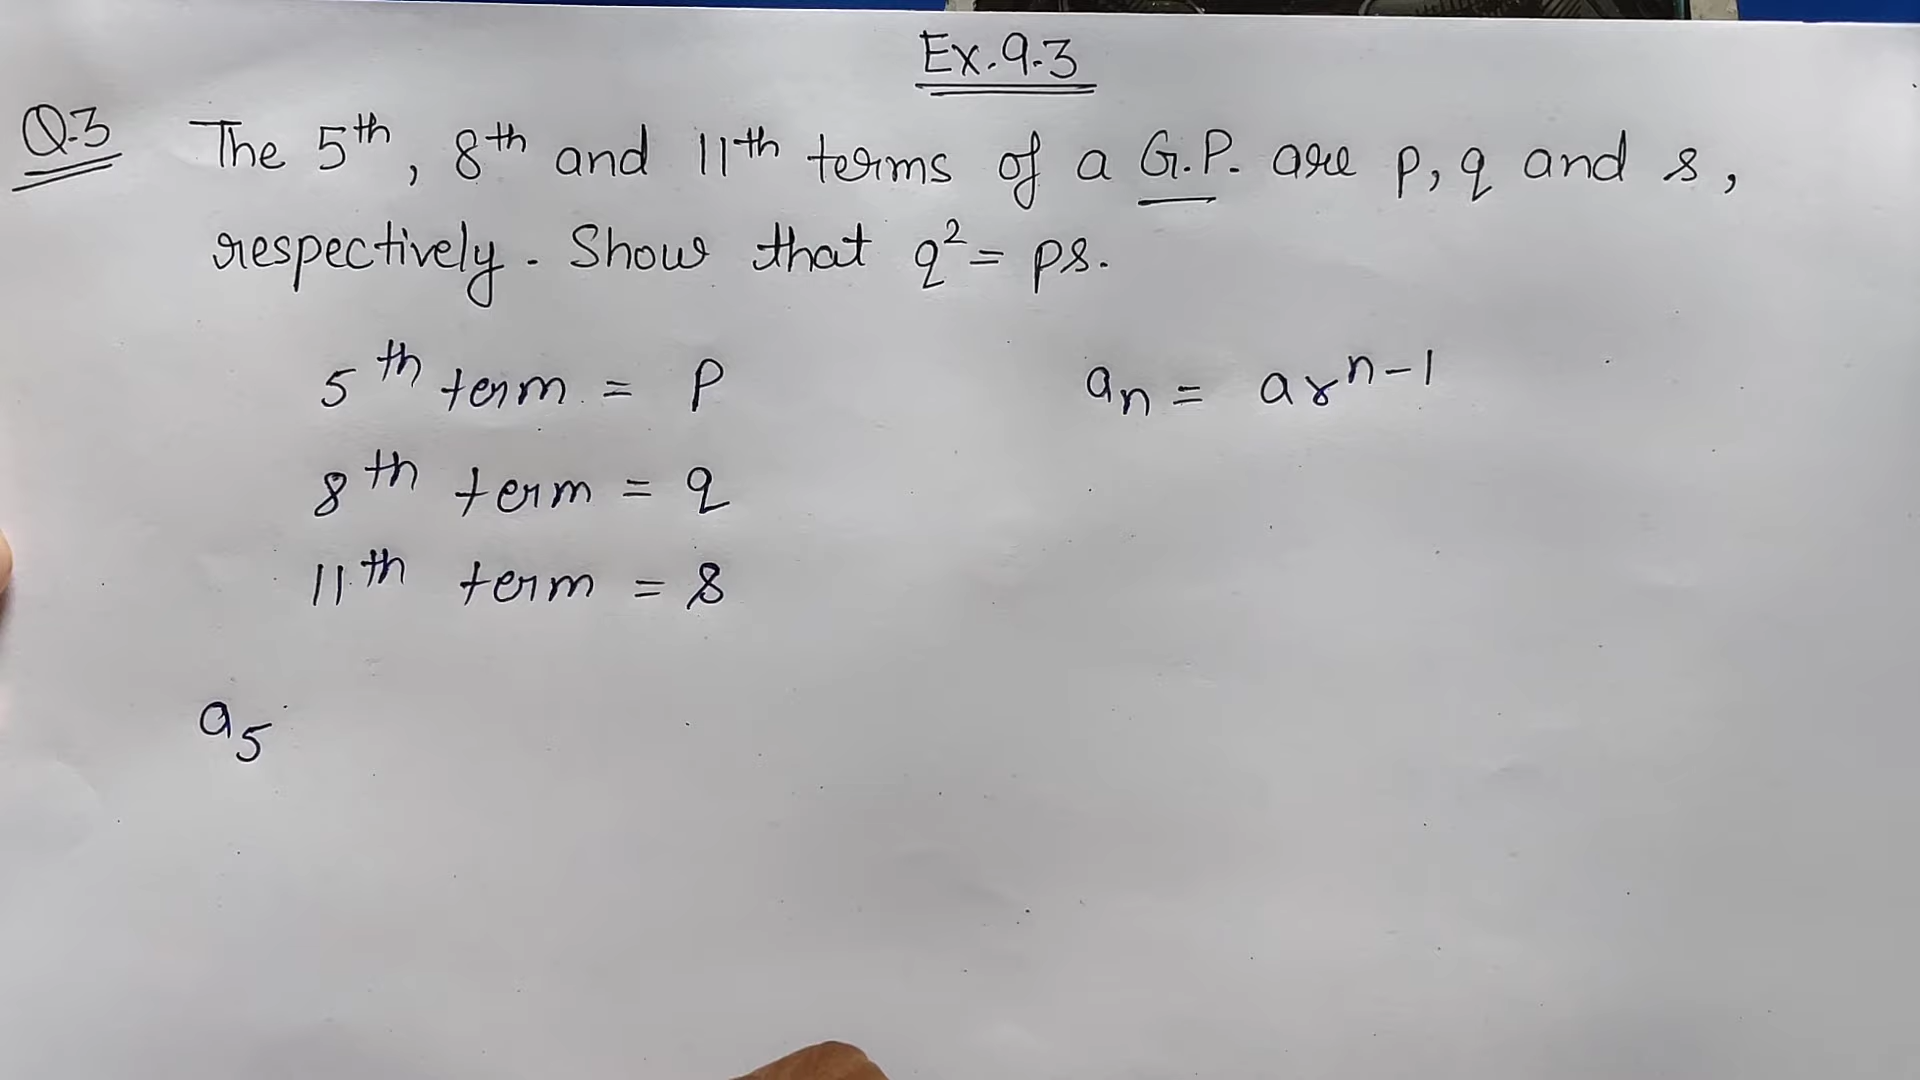 Ex.9.3
Q.3 The 5th, 8th and 11th terms of a G.P. are p, q and s,
respectively. Show that q² = ps.
5th term = p
aₙ = arⁿ⁻¹
8th term = q
11th term = s
a₅